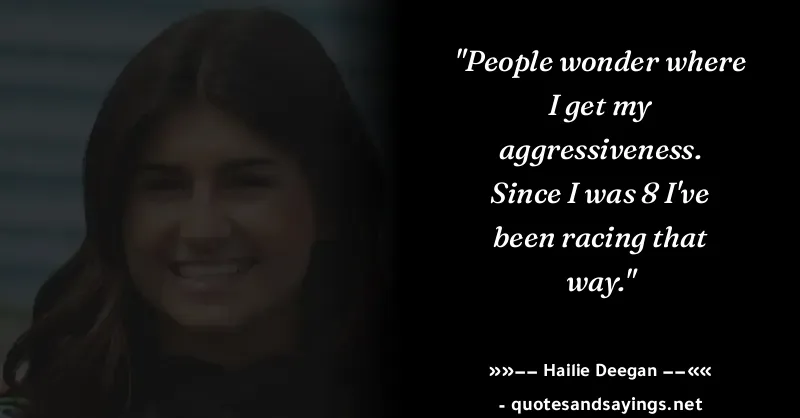 "People wonder where
I get my
aggressiveness.
Since I was 8 I've
been racing that
way."
»»−− Hailie Deegan −−««
- quotesandsayings.net